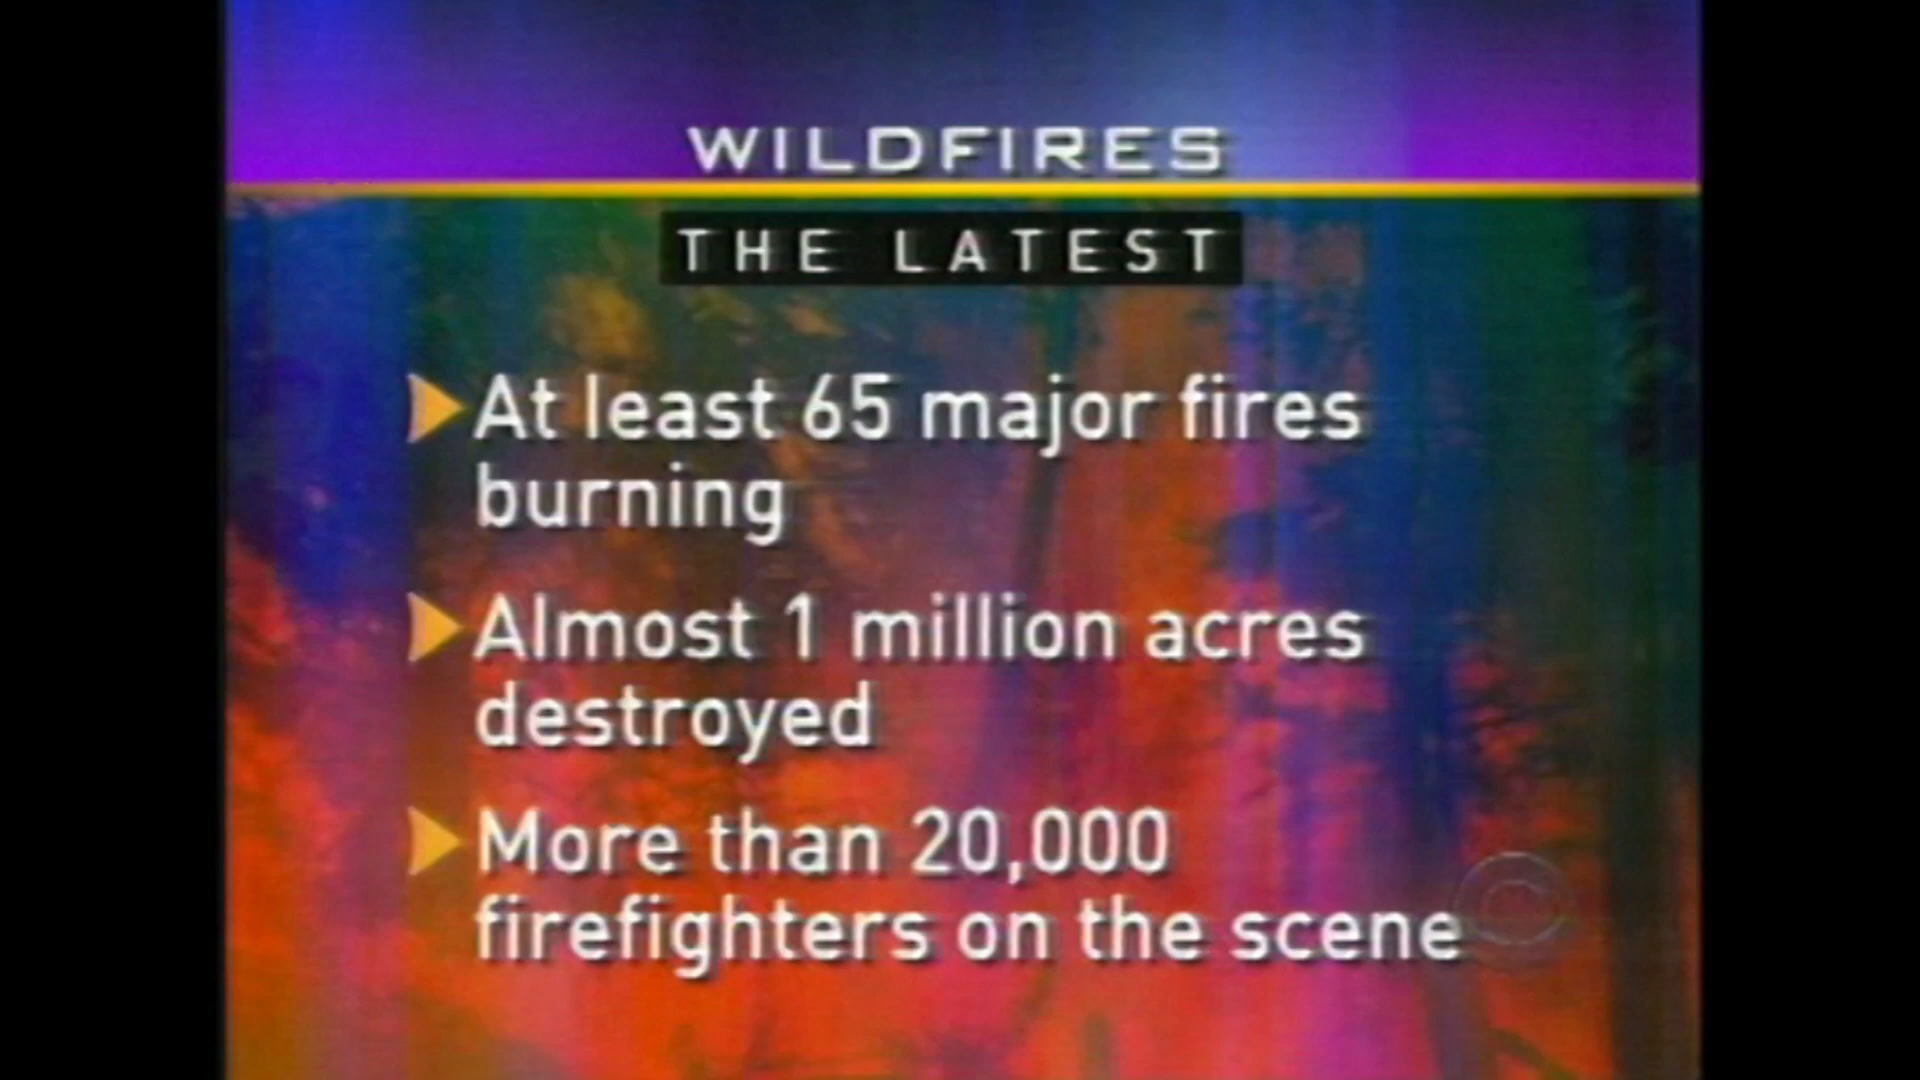 WILDFIRES
THE LATEST
At least 65 major fires
burning
Almost 1 million acres
destroyed
More than 20,000
firefighters on the scene